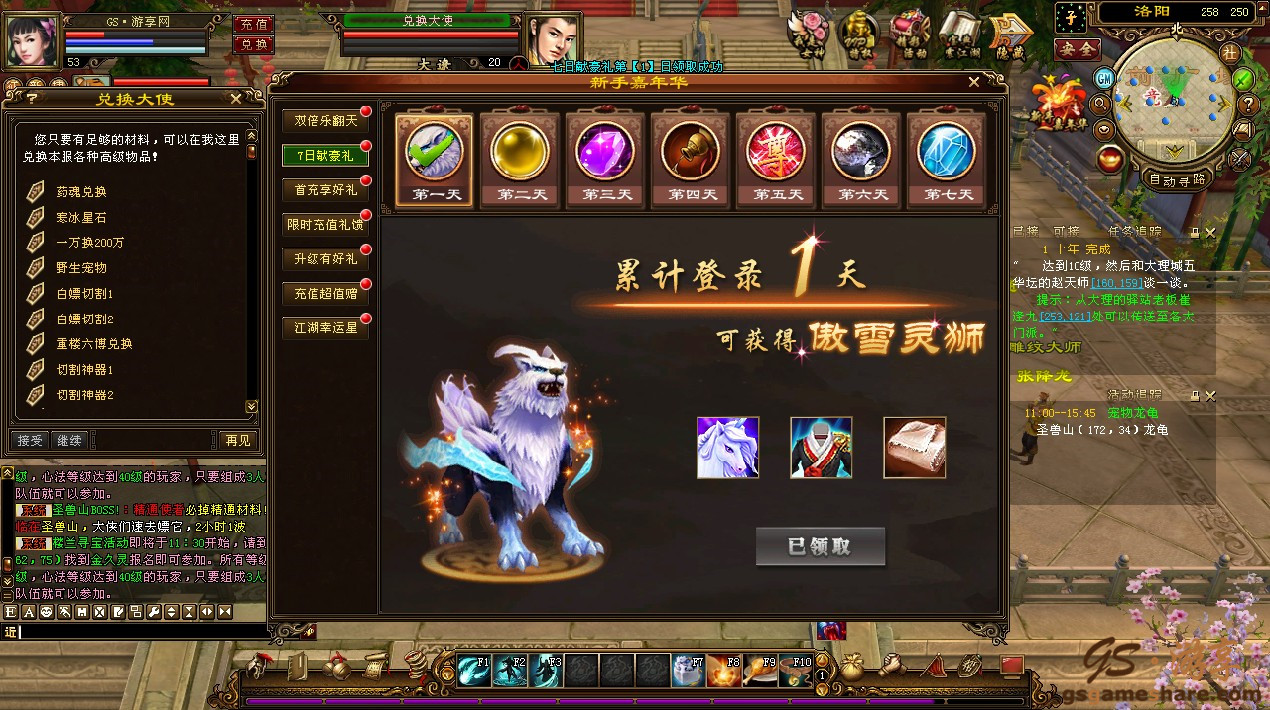 GS·游享网
充值
兑换
53
兑换大使
大诛
20
七日献豪礼第【1】日领取成功
洛阳
258 250
北
安全
GM
社
自动寻路
隐藏
? 兑换大使
您只要有足够的材料，可以在我这里
兑换本服各种高级物品！
药魂兑换
寒冰星石
一万换200万
野生宠物
白嫖切割1
白嫖切割2
重楼六博兑换
切割神器1
切割神器2
接受
继续
再见
新手嘉年华
双倍乐翻天
7日献豪礼
首充享好礼
限时充值礼馈
升级有好礼
充值超值赠
江湖幸运星
第一天
第二天
第三天
第四天
第五天
第六天
第七天
累计登录1天
可获得傲雪灵狮
已领取
已接 可接 任务追踪
达到10级，然后和大理城五
华坛的赵天师[160,159]谈一谈。
提示：从大理的驿站老板崔
逢九[253,121]处可以传送至各大
门派。”
雕纹大师
张降龙
活动追踪
11:00--15:45 宠物龙龟
圣兽山(172,34)龙龟
级，心法等级达到40级的玩家，只要组成3人
队伍就可以参加。
圣兽山BOSS!：精通使者必掉精通材料!
临在圣兽山，大侠们速去嫖它，2小时1波
楼兰寻宝活动即将于11：30开始，请到
62，75)找到金久灵报名即可参加。所有等级
级，心法等级达到40级的玩家，只要组成3人
队伍就可以参加。
近
F1
F2
F3
F7
F8
F9
F10
1